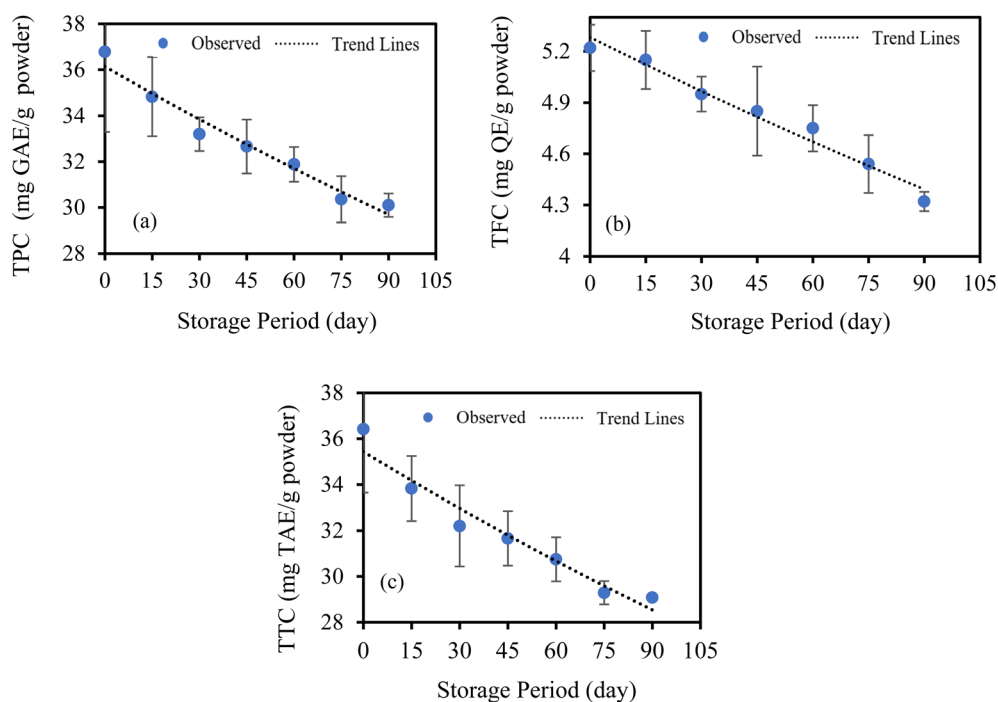 TPC (mg GAE/g powder)
38
36
34
32
30
28
Observed
Trend Lines
(a)
0 15 30 45 60 75 90 105
Storage Period (day)
TFC (mg QE/g powder)
5.2
4.9
4.6
4.3
4
Observed
Trend Lines
(b)
0 15 30 45 60 75 90 105
Storage Period (day)
TTC (mg TAE/g powder)
38
36
34
32
30
28
Observed
Trend Lines
(c)
0 15 30 45 60 75 90 105
Storage Period (day)